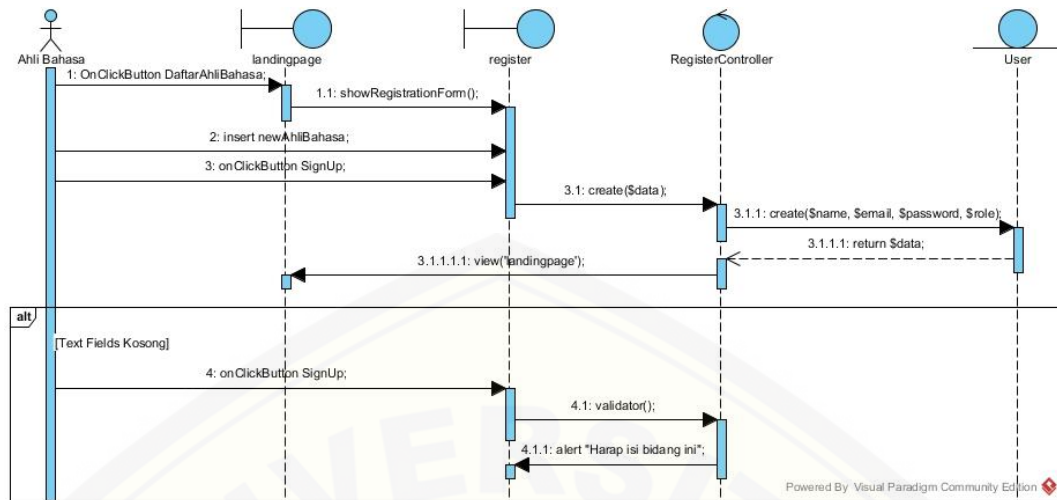 Ahli Bahasa
landingpage
register
RegisterController
User
1: OnClickButton DaftarAhliBahasa;
1.1: showRegistrationForm();
2: insert newAhliBahasa;
3: onClickButton SignUp;
3.1: create($data);
3.1.1: create($name, $email, $password, $role);
3.1.1.1: return $data;
3.1.1.1.1: view('landingpage');
alt
[Text Fields Kosong]
4: onClickButton SignUp;
4.1: validator();
4.1.1: alert "Harap isi bidang ini";
Powered By Visual Paradigm Community Edition